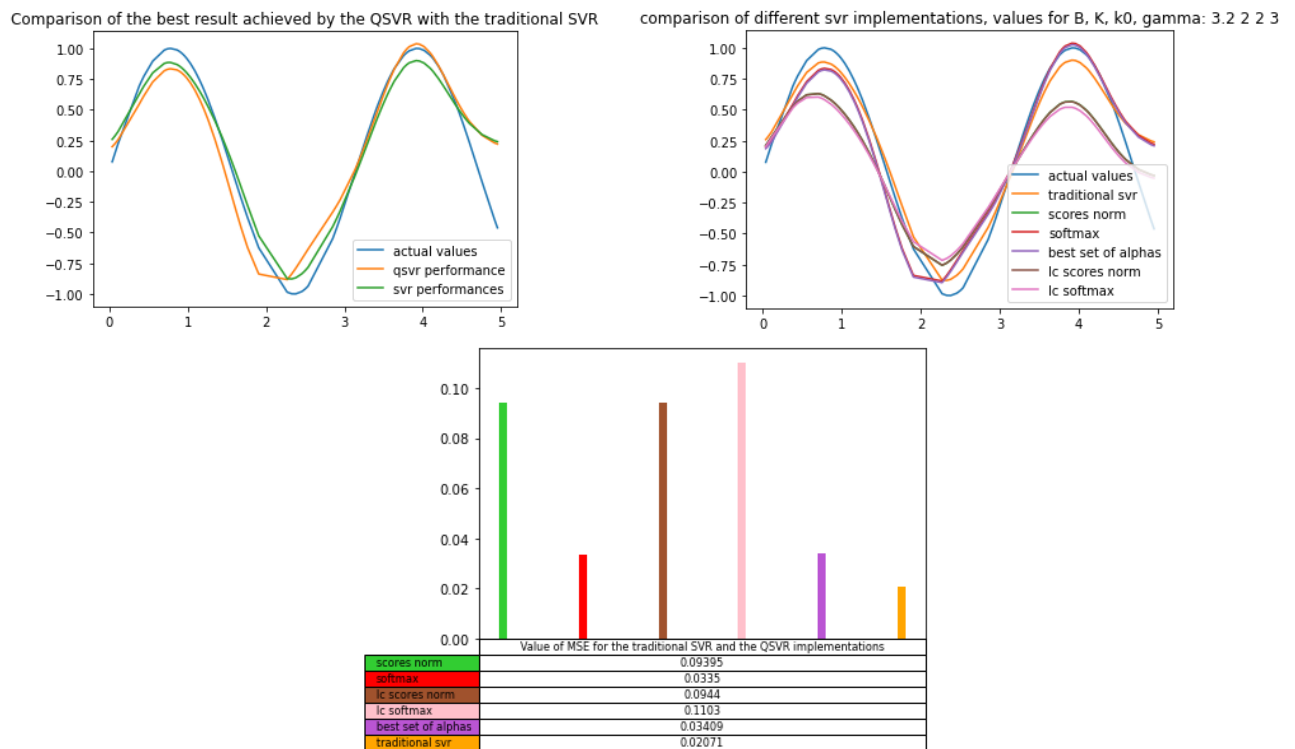 Comparison of the best result achieved by the QSVR with the traditional SVR
1.00
0.75
0.50
0.25
0.00
−0.25
−0.50
−0.75
−1.00
0 1 2 3 4 5
actual values
qsvr performance
svr performances
comparison of different svr implementations, values for B, K, k0, gamma: 3.2 2 2 3
1.00
0.75
0.50
0.25
0.00
−0.25
−0.50
−0.75
−1.00
0 1 2 3 4 5
actual values
traditional svr
scores norm
softmax
best set of alphas
lc scores norm
lc softmax
0.10
0.08
0.06
0.04
0.02
0.00
Value of MSE for the traditional SVR and the QSVR implementations
scores norm 0.09395
softmax 0.0335
lc scores norm 0.0944
lc softmax 0.1103
best set of alphas 0.03409
traditional svr 0.02071